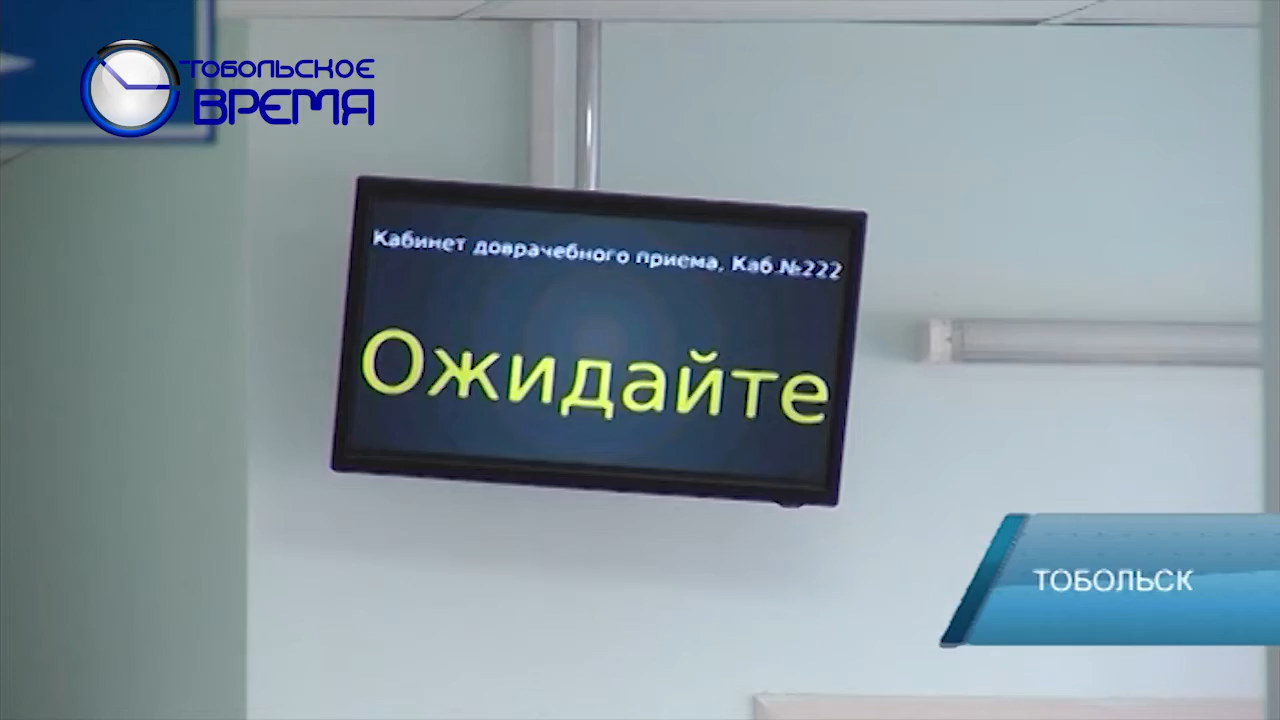 ТОБОЛЬСКОЕ
ВРЕМЯ
Кабинет доврачебного приема, Каб №222
Ожидайте
ТОБОЛЬСК